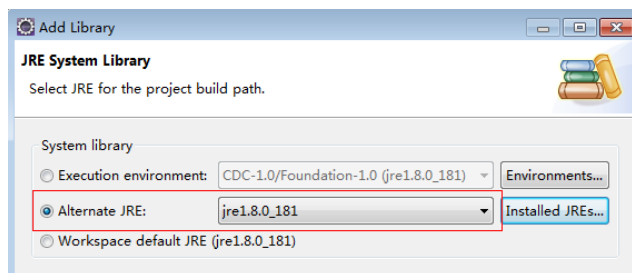 Add Library
JRE System Library
Select JRE for the project build path.
System library
Execution environment: CDC-1.0/Foundation-1.0 (jre1.8.0_181) Environments...
Alternate JRE: jre1.8.0_181 Installed JREs...
Workspace default JRE (jre1.8.0_181)